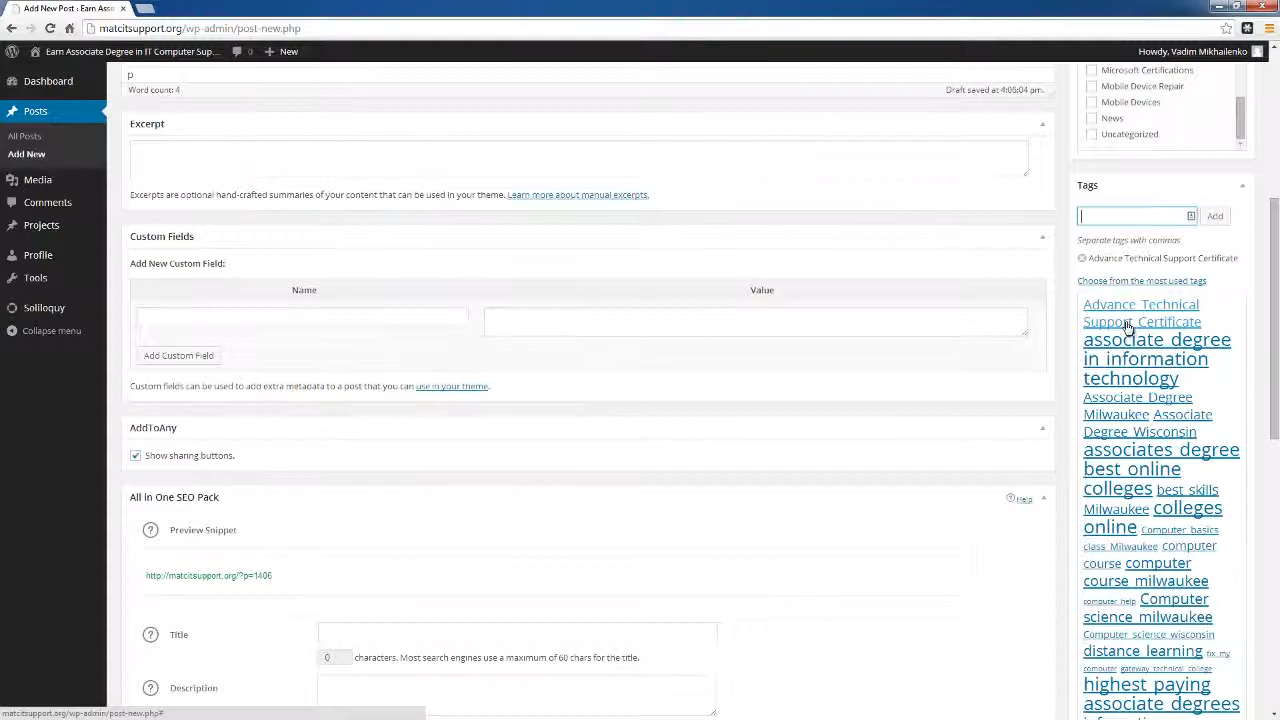 Add New Post ‹ Earn Asso
matcitsupport.org/wp-admin/post-new.php
Earn Associate Degree in IT Computer Sup... 0 New Howdy, Vadim Mikhailenko
Dashboard
Posts
All Posts
Add New
Media
Comments
Projects
Profile
Tools
Soliloquy
Collapse menu
p
Word count: 4 Draft saved at 4:06:04 pm.
Excerpt
Excerpts are optional hand-crafted summaries of your content that can be used in your theme. Learn more about manual excerpts.
Custom Fields
Add New Custom Field:
Name Value
Add Custom Field
Custom fields can be used to add extra metadata to a post that you can use in your theme.
AddToAny
Show sharing buttons.
All in One SEO Pack
Help
? Preview Snippet
http://matcitsupport.org/?p=1406
? Title
0 characters. Most search engines use a maximum of 60 chars for the title.
? Description
Microsoft Certifications
Mobile Device Repair
Mobile Devices
News
Uncategorized
Tags
Add
Separate tags with commas
Advance Technical Support Certificate
Choose from the most used tags
Advance Technical
Support Certificate
associate degree
in information
technology
Associate Degree
Milwaukee Associate
Degree Wisconsin
associates degree
best online
colleges best skills
Milwaukee colleges
online Computer basics
class Milwaukee computer
course computer
course milwaukee
computer help Computer
science milwaukee
Computer science wisconsin
distance learning fix my
computer gateway technical college
highest paying
associate degrees
matcitsupport.org/wp-admin/post-new.php#